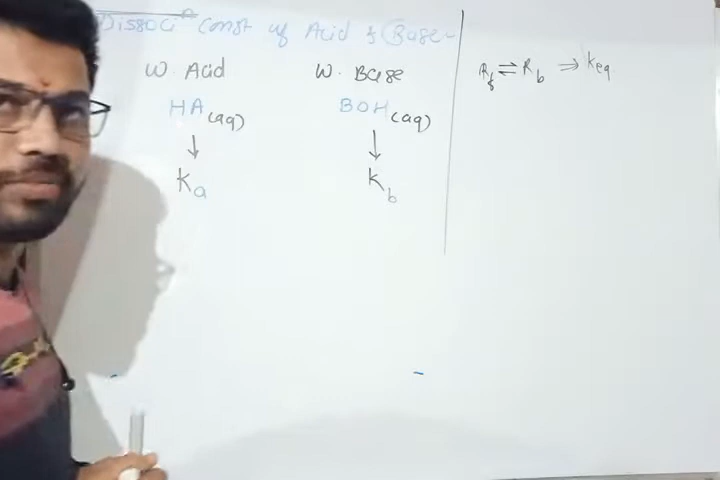 Dissoci^n Const of Acid & Base-
W. Acid
HA(aq)
↓
Ka
W. Base
BOH(aq)
↓
Kb
Rf ⇌ Rb ⇒ Keq